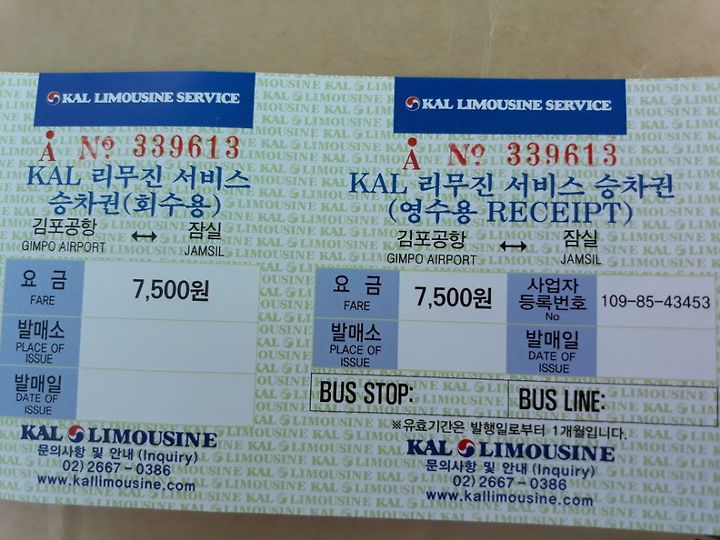 KAL LIMOUSINE SERVICE
A Nº 339613
KAL 리무진 서비스
승차권(회수용)
김포공항 ↔ 잠실
GIMPO AIRPORT JAMSIL
요 금
FARE
7,500원
발매소
PLACE OF
ISSUE
발매일
DATE OF
ISSUE
KAL LIMOUSINE
문의사항 및 안내 (Inquiry)
02) 2667-0386
www.kallimousine.com
KAL LIMOUSINE SERVICE
A Nº 339613
KAL 리무진 서비스 승차권
(영수용 RECEIPT)
김포공항 ↔ 잠실
GIMPO AIRPORT JAMSIL
요 금
FARE
7,500원
사업자
등록번호
No
109-85-43453
발매소
PLACE OF
ISSUE
발매일
DATE OF
ISSUE
BUS STOP: BUS LINE:
※유효기간은 발행일로부터 1개월입니다.
KAL LIMOUSINE
문의사항 및 안내 (Inquiry)
02) 2667-0386
www.kallimousine.com